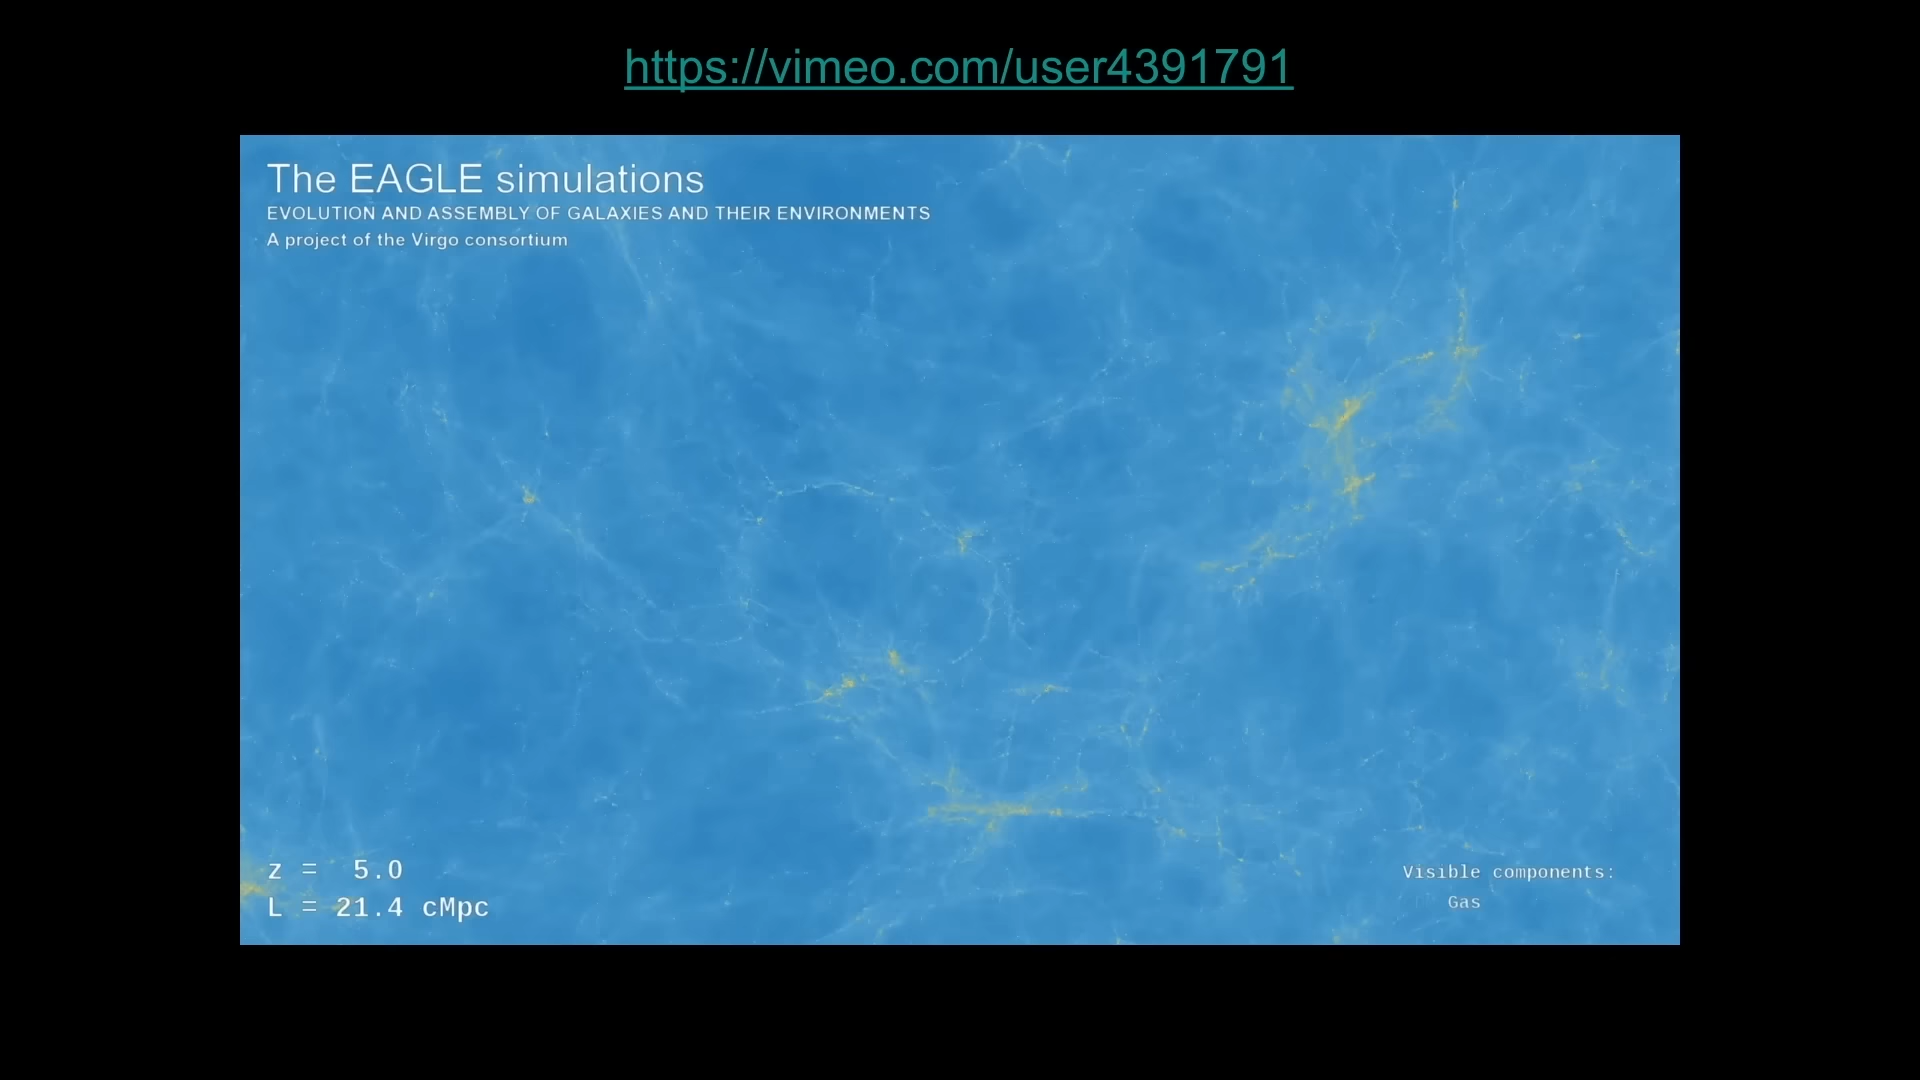 https://vimeo.com/user4391791
The EAGLE simulations
EVOLUTION AND ASSEMBLY OF GALAXIES AND THEIR ENVIRONMENTS
A project of the Virgo consortium
z = 5.0
L = 21.4 cMpc
Visible components:
Gas